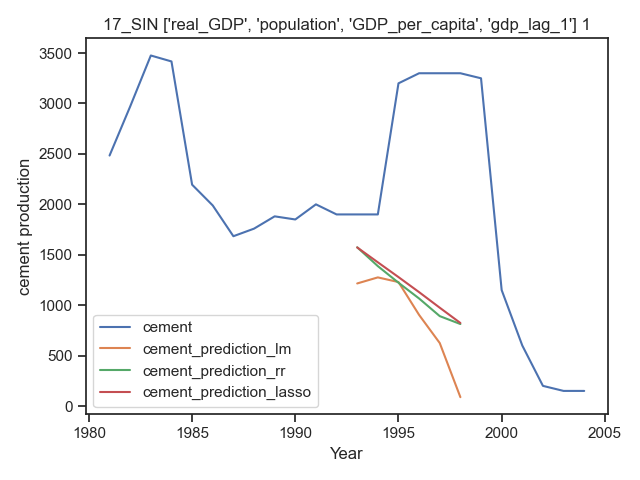 17_SIN ['real_GDP', 'population', 'GDP_per_capita', 'gdp_lag_1'] 1
cement production
3500
3000
2500
2000
1500
1000
500
0
cement
cement_prediction_lm
cement_prediction_rr
cement_prediction_lasso
1980 1985 1990 1995 2000 2005
Year